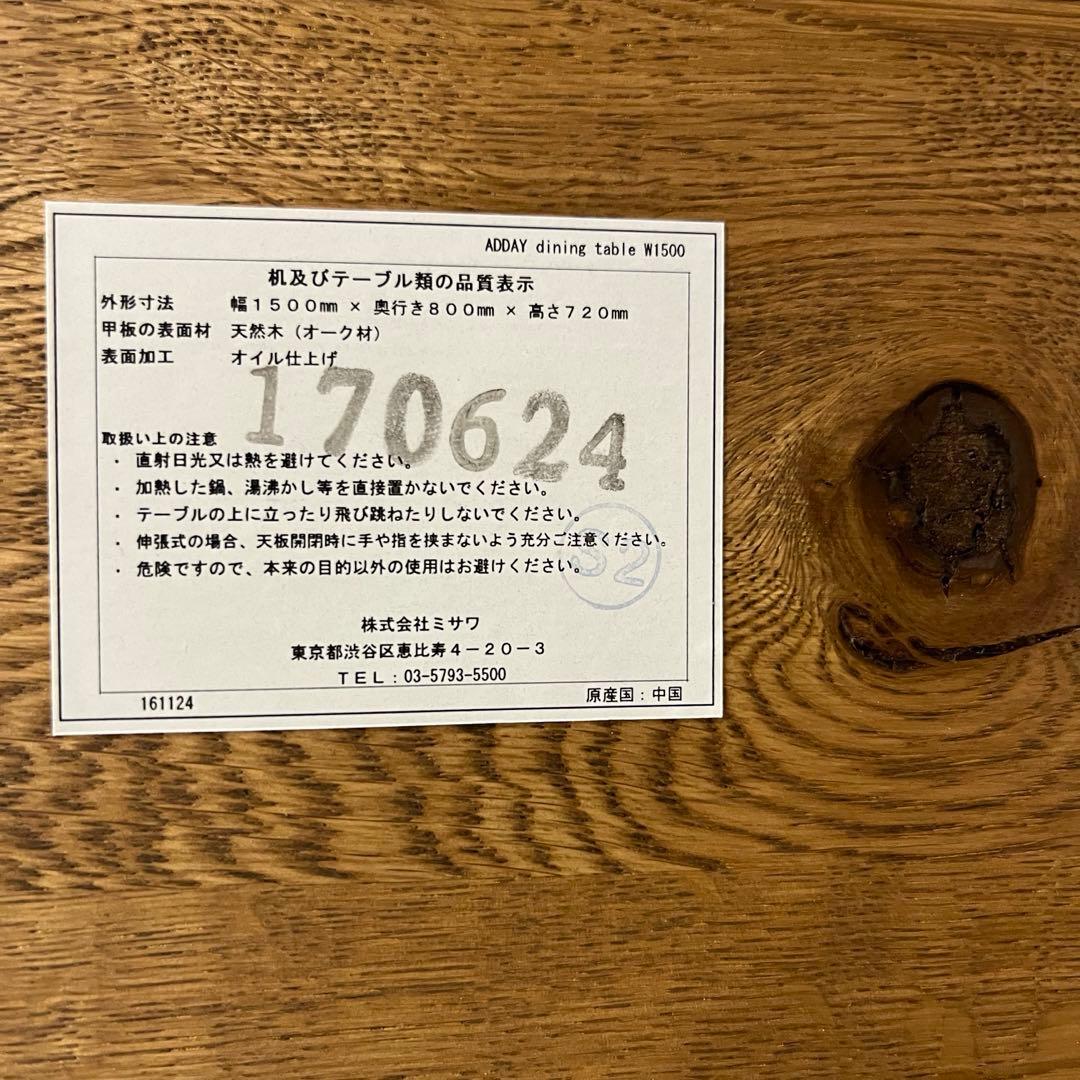 ADDAY dining table W1500
机及びテーブル類の品質表示
外形寸法 幅1500㎜ × 奥行き800㎜ × 高さ720㎜
甲板の表面材 天然木(オーク材)
表面加工 オイル仕上げ
170624
取扱い上の注意
・ 直射日光又は熱を避けてください。
・ 加熱した鍋、湯沸かし等を直接置かないでください。
・ テーブルの上に立ったり飛び跳ねたりしないでください。
・ 伸張式の場合、天板開閉時に手や指を挟まないよう充分ご注意ください。
・ 危険ですので、本来の目的以外の使用はお避けください。
S2
株式会社ミサワ
東京都渋谷区恵比寿4-20-3
TEL:03-5793-5500
161124 原産国:中国